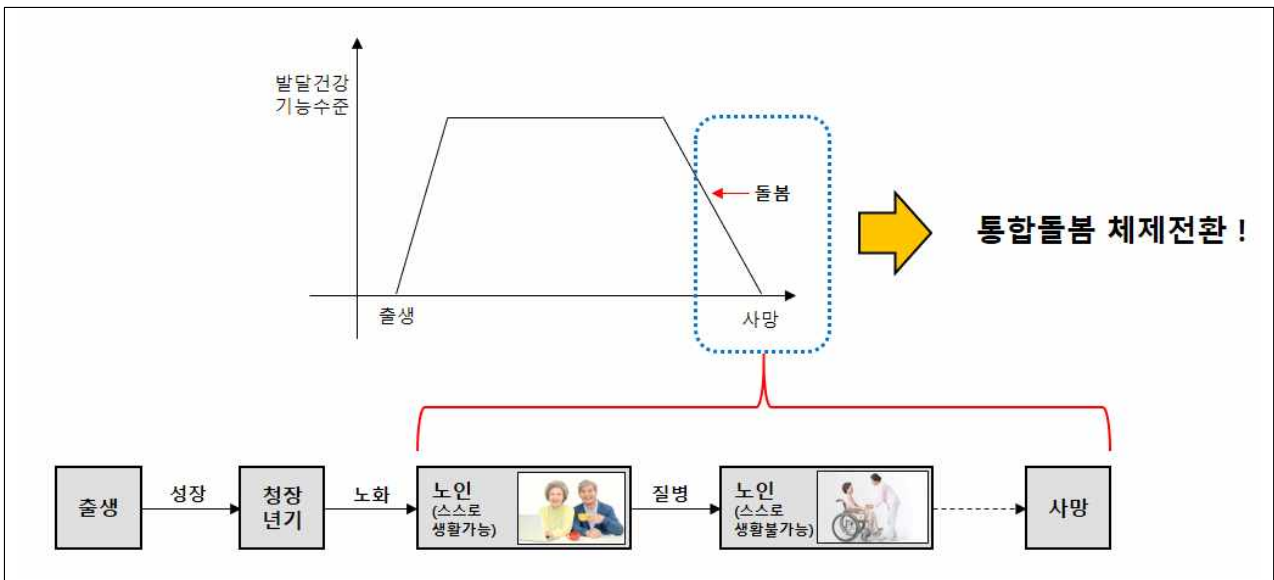 발달건강
기능수준
돌봄
통합돌봄 체제전환 !
출생
사망
출생
성장
청장
년기
노화
노인
(스스로
생활가능)
질병
노인
(스스로
생활불가능)
사망